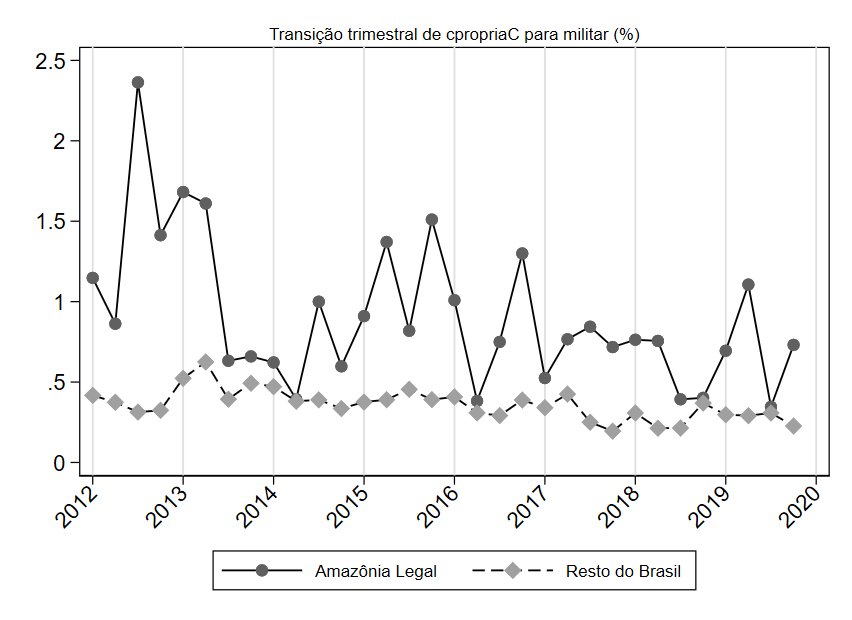 Transição trimestral de cpropriaC para militar (%)
2.5
2
1.5
1
.5
0
2012 2013 2014 2015 2016 2017 2018 2019 2020
Amazônia Legal Resto do Brasil